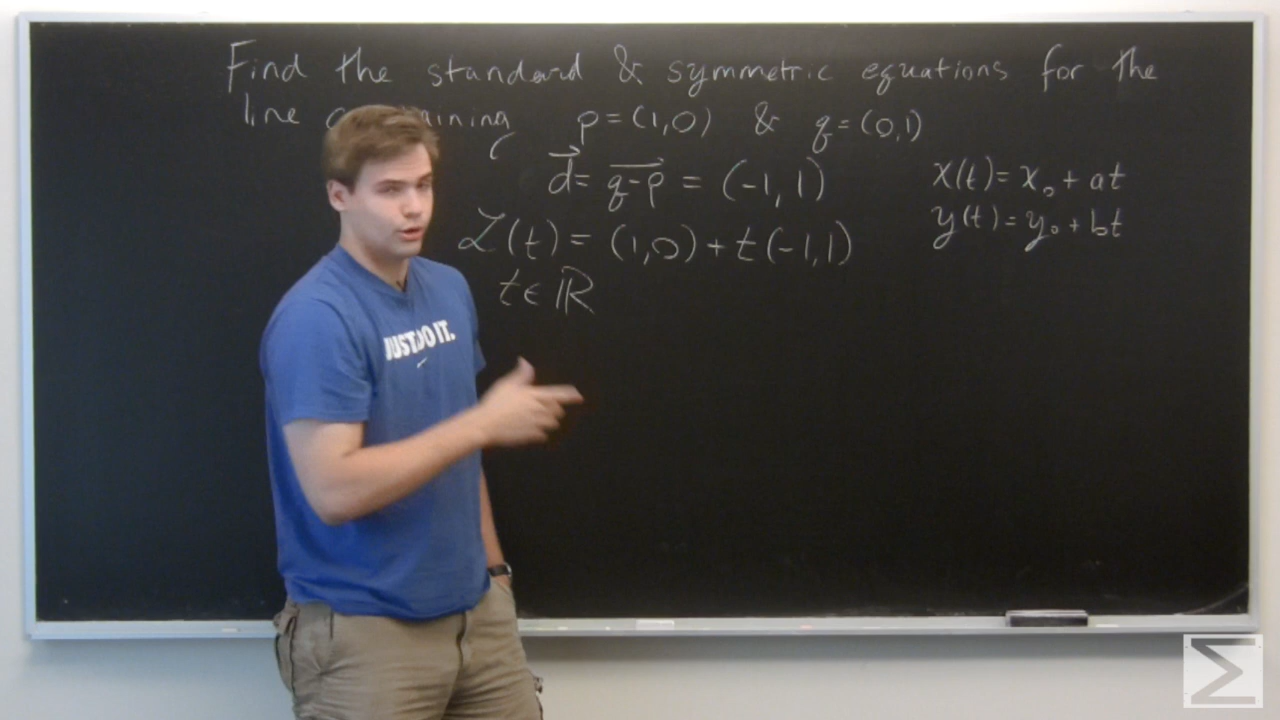 Find the standard & symmetric equations for the
line p = (1,0) & q = (0,1)
d⃗ = q-p = (-1, 1)
L(t) = (1,0) + t(-1,1)
t ∈ ℝ
x(t) = x₀ + at
y(t) = y₀ + bt
JUST DO IT.
Σ